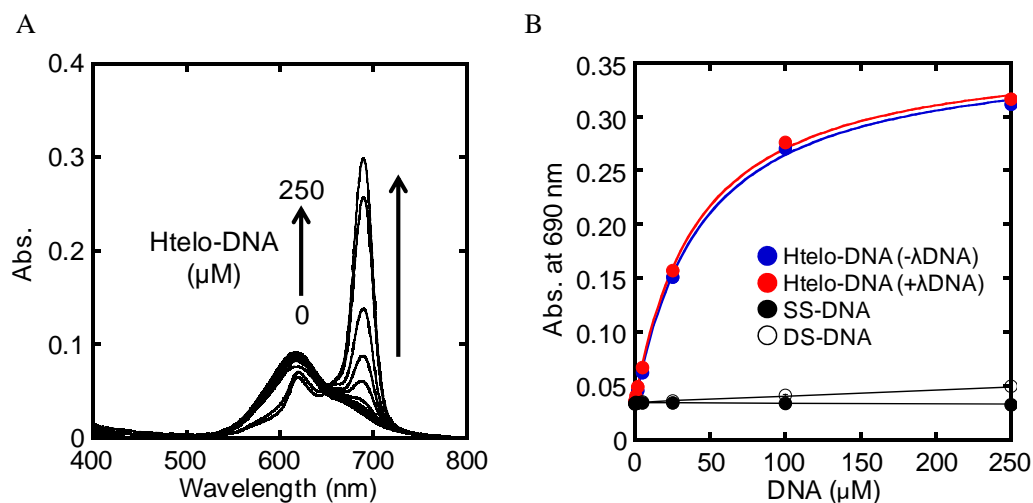 A
0.4
0.3
0.2
0.1
0
Abs.
250
Htelo-DNA
(µM)
0
400 500 600 700 800
Wavelength (nm)
B
0.35
0.30
0.25
0.20
0.15
0.10
0.05
0
Abs. at 690 nm
Htelo-DNA (-λDNA)
Htelo-DNA (+λDNA)
SS-DNA
DS-DNA
0 50 100 150 200 250
DNA (µM)